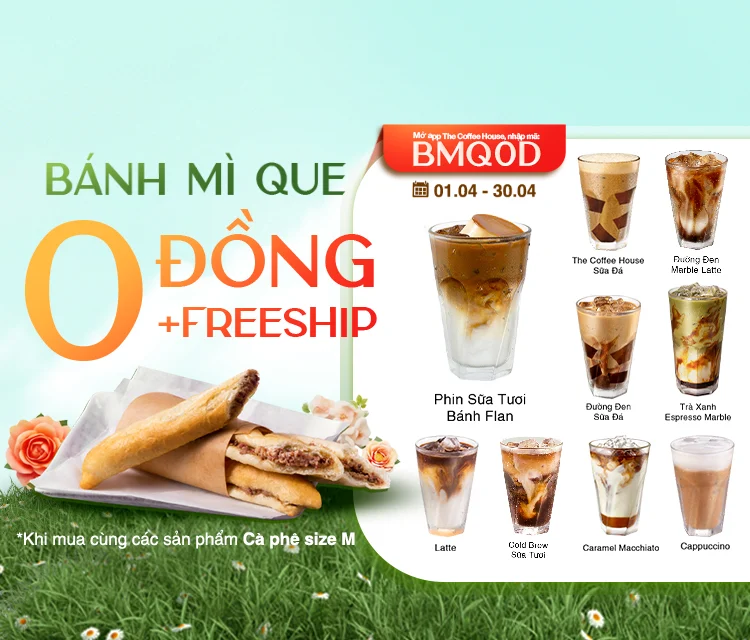 BÁNH MÌ QUE
0 ĐỒNG
+FREESHIP
*Khi mua cùng các sản phẩm Cà phê size M
Mở app The Coffee House, nhập mã:
BMQ0D
01.04 - 30.04
Phin Sữa Tươi
Bánh Flan
The Coffee House
Sữa Đá
Đường Đen
Marble Latte
Đường Đen
Sữa Đá
Trà Xanh
Espresso Marble
Latte
Cold Brew
Sữa Tươi
Caramel Macchiato
Cappuccino